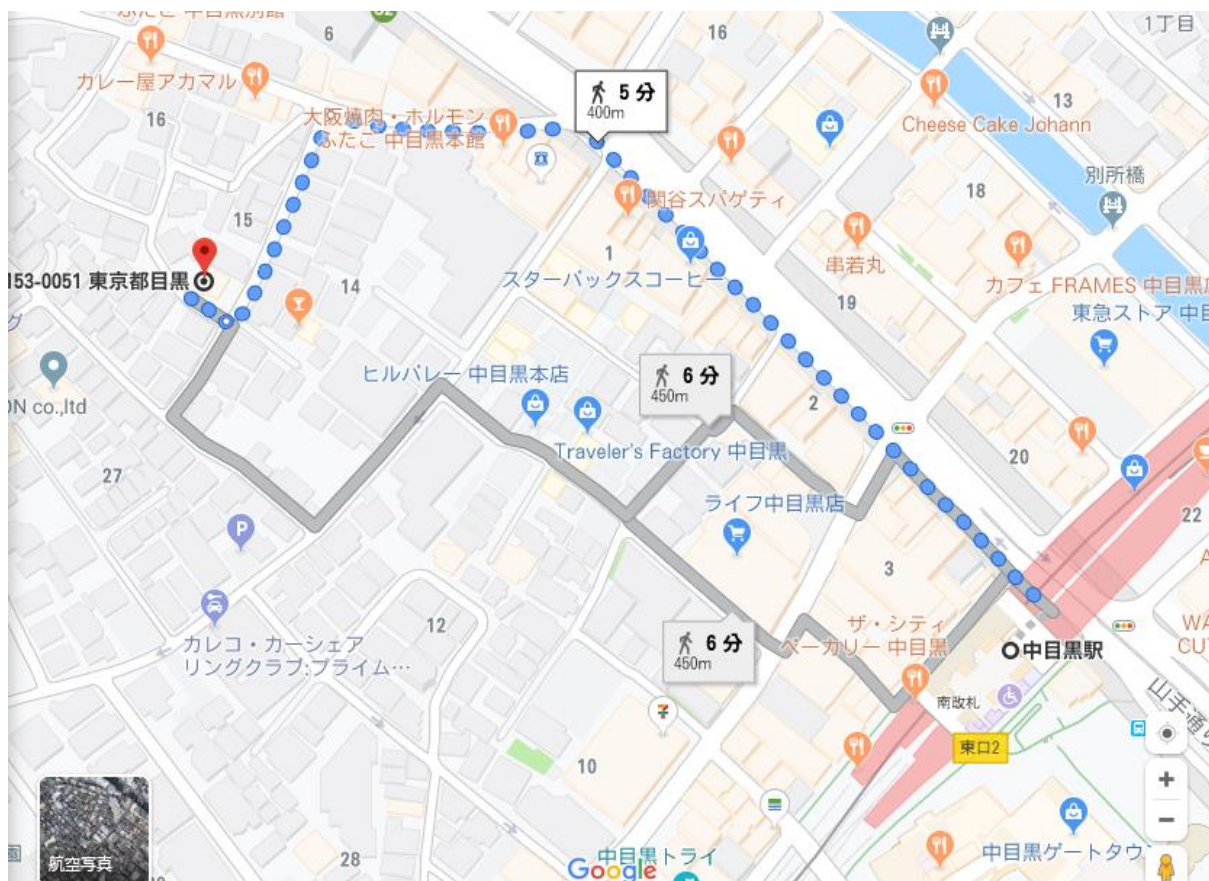 ふたご 中目黒別館
32
6
16
1丁目
カレー屋アカマル
5 分
400m
13
16
大阪焼肉・ホルモン
ふたご 中目黒本館
Cheese Cake Johann
別所橋
18
関谷スパゲティ
15
1
153-0051 東京都目黒
14
スターバックスコーヒー
串若丸
19
カフェ FRAMES 中目黒店
東急ストア 中目
グ
ヒルバレー 中目黒本店
6 分
450m
2
ON co.,ltd
Traveler's Factory 中目黒
20
27
ライフ中目黒店
22
P
3
A
12
ザ・シティ
ベーカリー 中目黒
WA
CUT
6 分
450m
カレコ・カーシェア
リングクラブ:プライム…
中目黒駅
南改札
山手通り
東口2
10
28
航空写真
園
中目黒トライ
Google
中目黒ゲートタウ